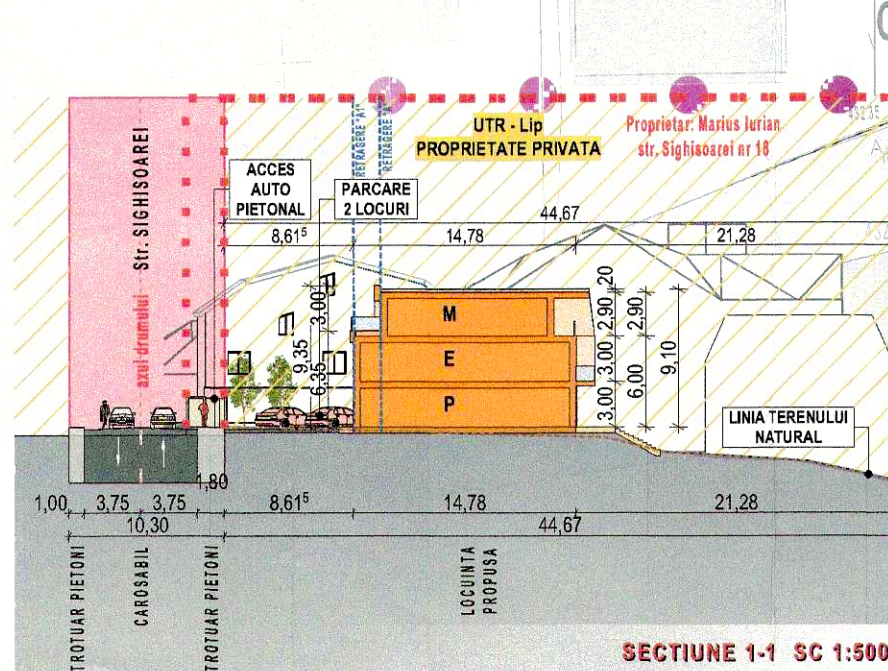 UTR - Lip
PROPRIETATE PRIVATA
Proprietar: Marius Iurian
str. Sighisoarei nr 18
432.85
RETRAGERE "A1"
RETRAGERE "A"
ACCES
AUTO
PIETONAL
PARCARE
2 LOCURI
axul drumului
Str. SIGHISOAREI
44,67
8,61⁵
14,78
21,28
3,00
9,35
6,35
M
E
P
20
2,90
3,00
3,00
2,90
6,00
9,10
LINIA TERENULUI
NATURAL
1,00
3,75
3,75
1,80
8,61⁵
14,78
21,28
10,30
44,67
TROTUAR PIETONI
CAROSABIL
TROTUAR PIETONI
LOCUINTA
PROPUSA
SECTIUNE 1-1 SC 1:500